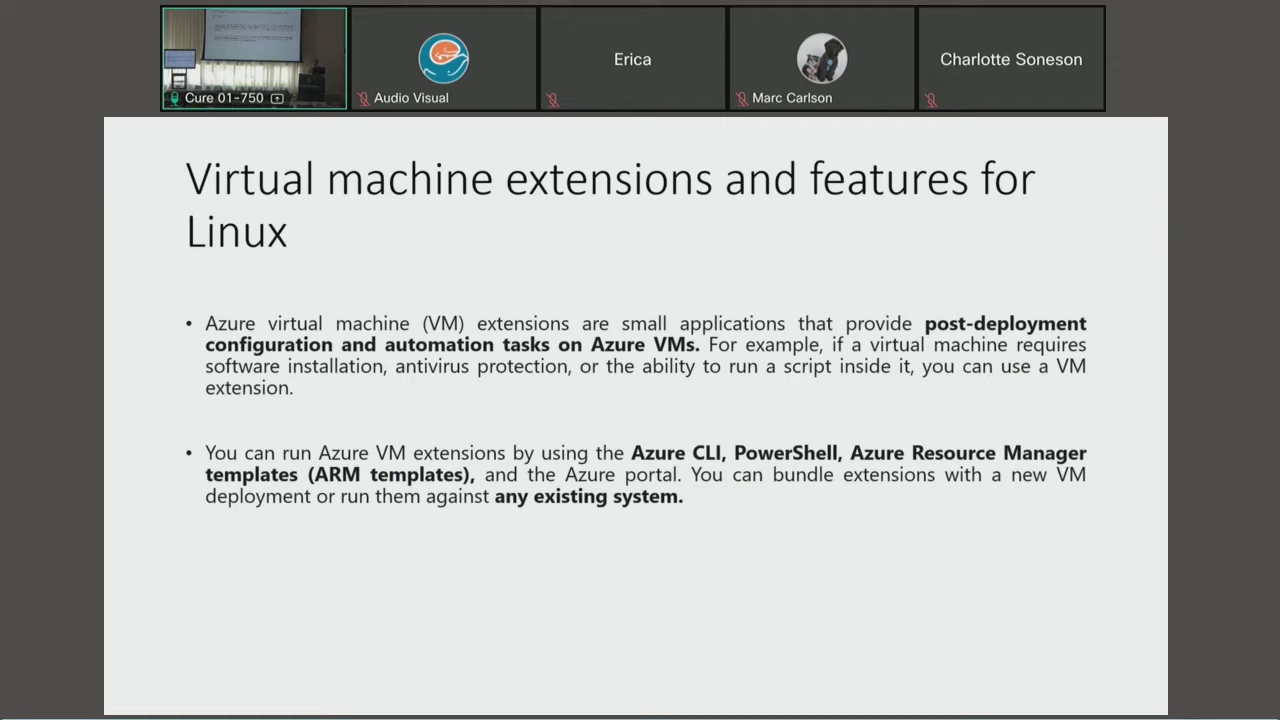 Cure 01-750
Audio Visual
Erica
Marc Carlson
Charlotte Soneson
Virtual machine extensions and features for
Linux
• Azure virtual machine (VM) extensions are small applications that provide post-deployment
configuration and automation tasks on Azure VMs. For example, if a virtual machine requires
software installation, antivirus protection, or the ability to run a script inside it, you can use a VM
extension.
• You can run Azure VM extensions by using the Azure CLI, PowerShell, Azure Resource Manager
templates (ARM templates), and the Azure portal. You can bundle extensions with a new VM
deployment or run them against any existing system.